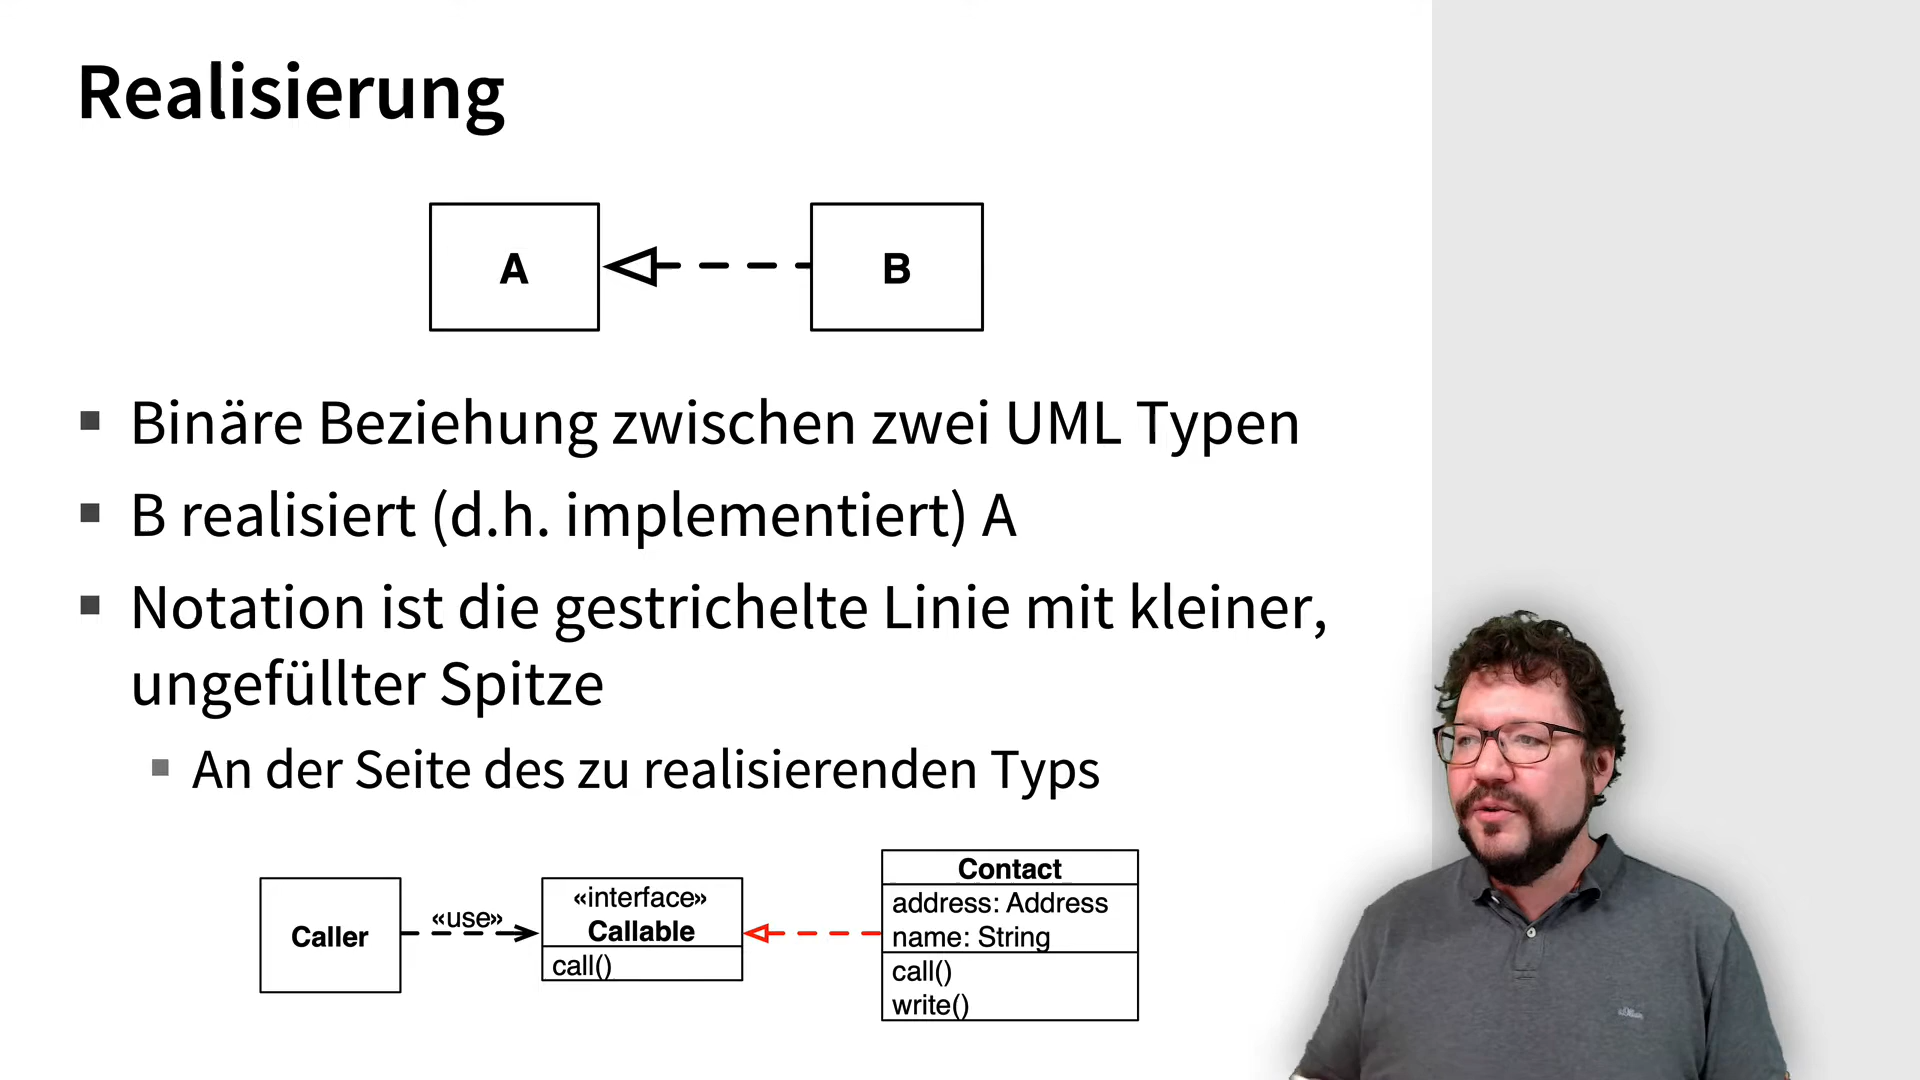 Realisierung
A
B
Binäre Beziehung zwischen zwei UML Typen
B realisiert (d.h. implementiert) A
Notation ist die gestrichelte Linie mit kleiner,
ungefüllter Spitze
An der Seite des zu realisierenden Typs
Caller
«use»
«interface»
Callable
call()
Contact
address: Address
name: String
call()
write()